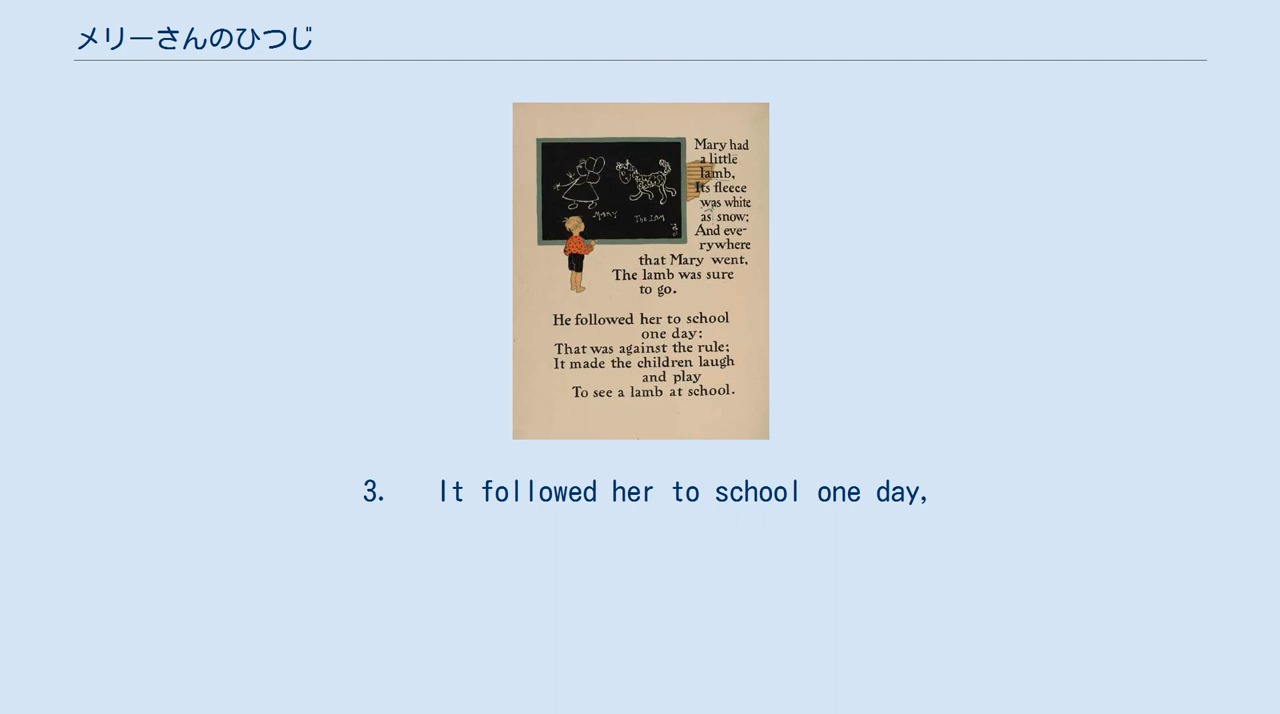 メリーさんのひつじ
MARY
The LAM
Mary had
a little
lamb,
Its fleece
was white
as snow;
And eve-
rywhere
that Mary went,
The lamb was sure
to go.
He followed her to school
one day;
That was against the rule;
It made the children laugh
and play
To see a lamb at school.
3. It followed her to school one day,